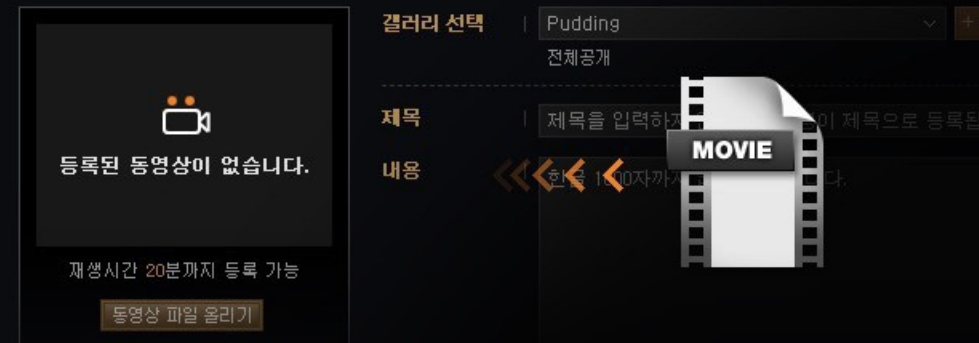 갤러리 선택
Pudding
전체공개
등록된 동영상이 없습니다.
재생시간 20분까지 등록 가능
동영상 파일 올리기
제목
제목을 입력하지 이 제목으로 등록됩
내용
한글 1000자까지 다.
MOVIE